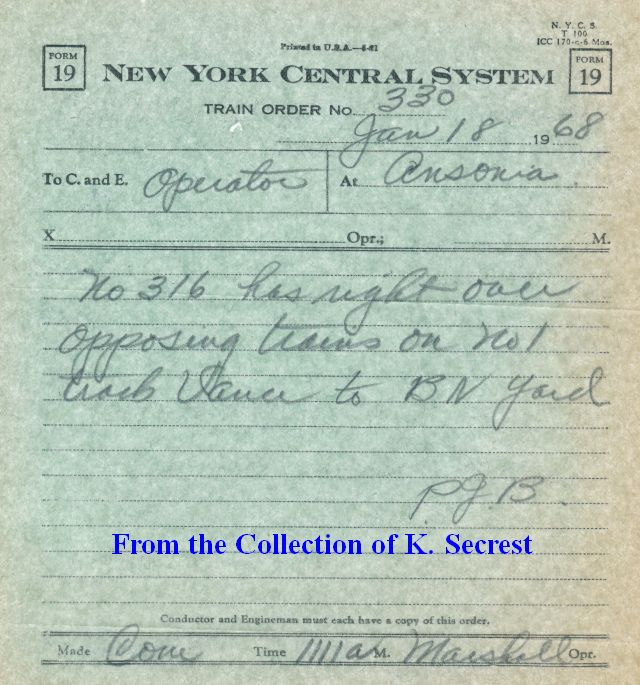 N. Y. C. S.
T 100
ICC 170-c-6 Mos.
Printed in U.S.A.—6-61
FORM 19
NEW YORK CENTRAL SYSTEM
FORM 19
TRAIN ORDER No. 330
Jan 18 1968
To C. and E. Operator At Ansonia
X Opr.; M.
No 316 has right over
opposing trains on No 1
track Vance to BN Yard
PJB
From the Collection of K. Secrest
Conductor and Engineman must each have a copy of this order.
Made Com Time 1111a M. Marshall Opr.